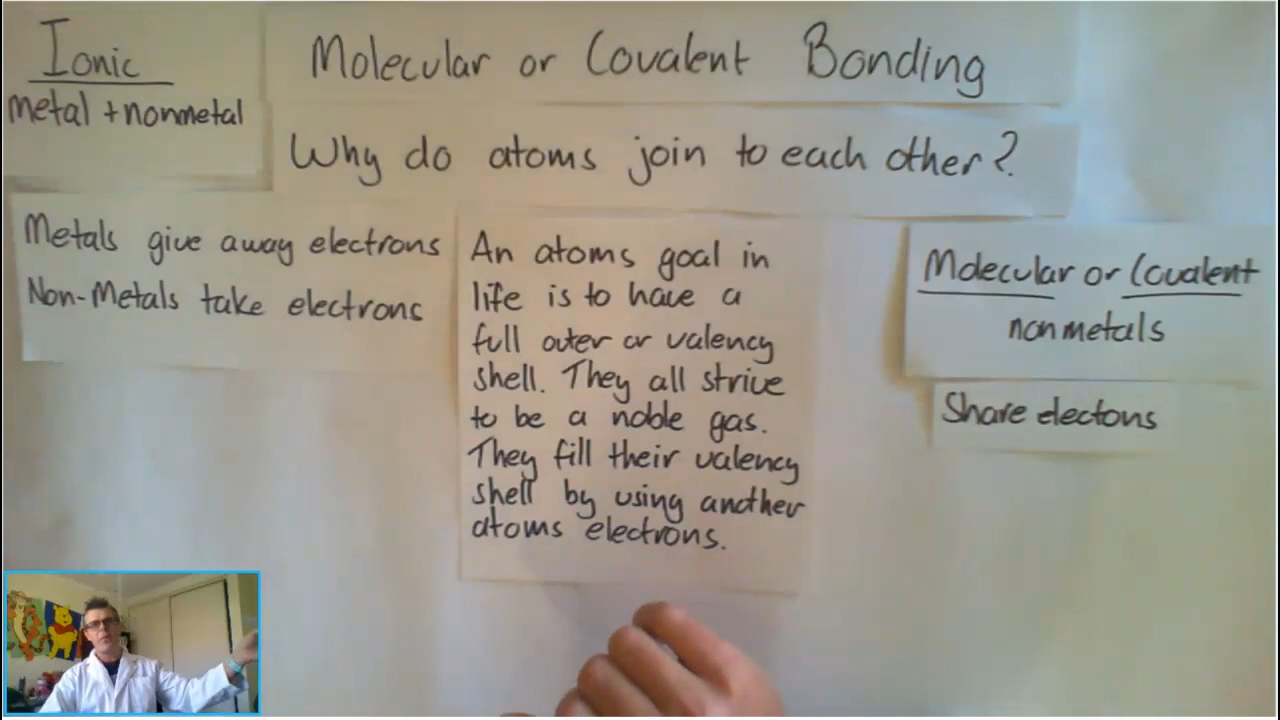 Ionic
metal + nonmetal
Molecular or Covalent Bonding
Why do atoms join to each other?
Metals give away electrons
Non-Metals take electrons
An atoms goal in
life is to have a
full outer or valency
shell. They all strive
to be a noble gas.
They fill their valency
shell by using another
atoms electrons.
Molecular or Covalent
nonmetals
Share electons